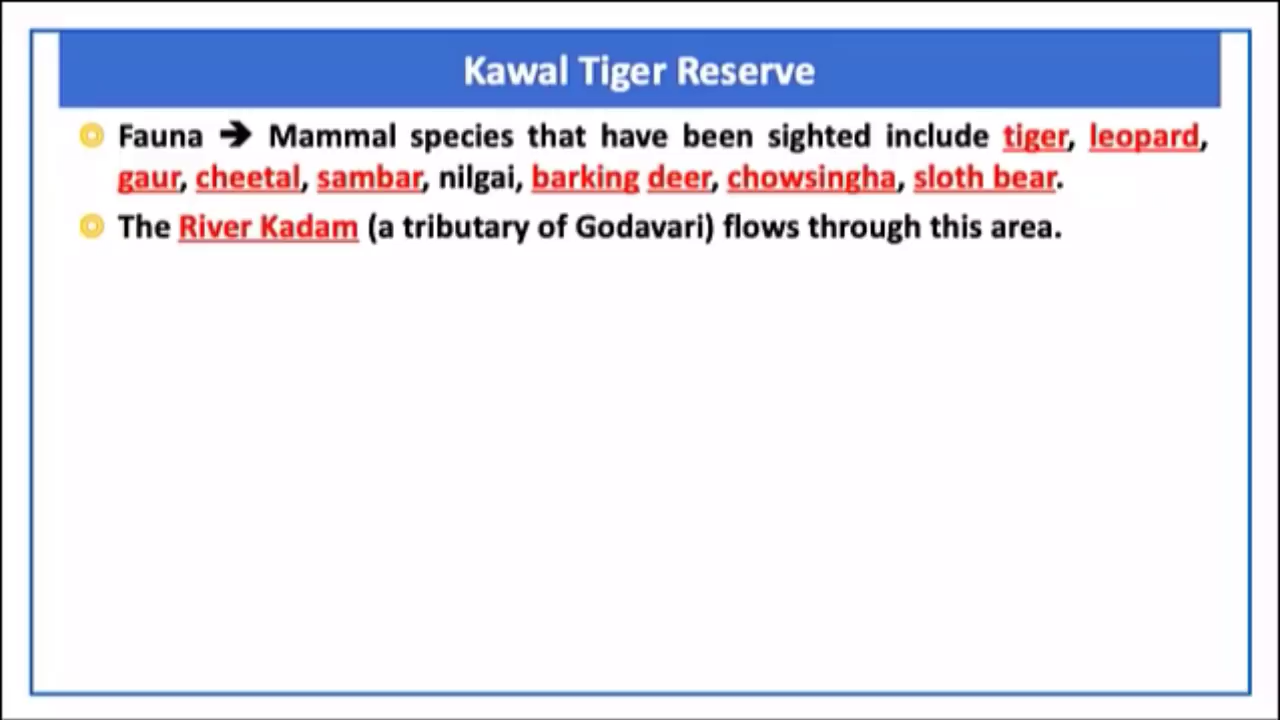 Kawal Tiger Reserve
Fauna → Mammal species that have been sighted include tiger, leopard,
gaur, cheetal, sambar, nilgai, barking deer, chowsingha, sloth bear.
The River Kadam (a tributary of Godavari) flows through this area.